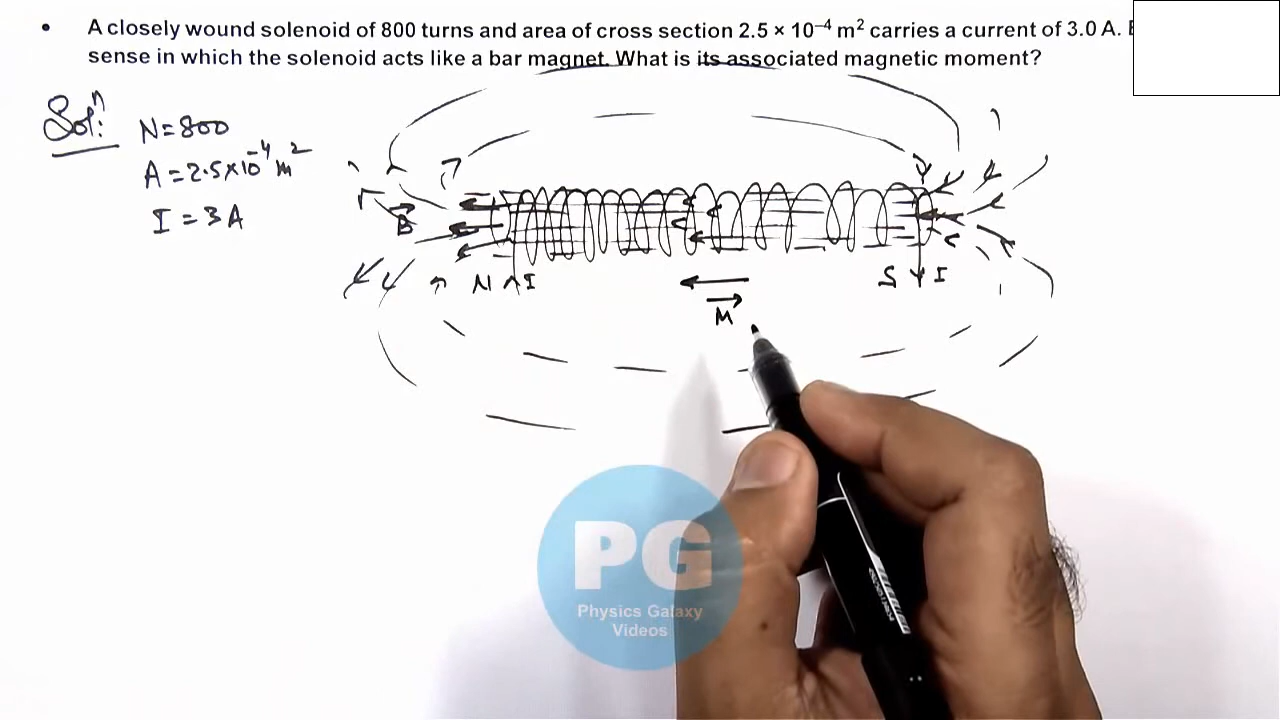 • A closely wound solenoid of 800 turns and area of cross section 2.5 × 10⁻⁴ m² carries a current of 3.0 A.
sense in which the solenoid acts like a bar magnet. What is its associated magnetic moment?
Solⁿ: N=800
A = 2.5×10⁻⁴ m²
I = 3A
B
N I
S I
M
PG
Physics Galaxy
Videos